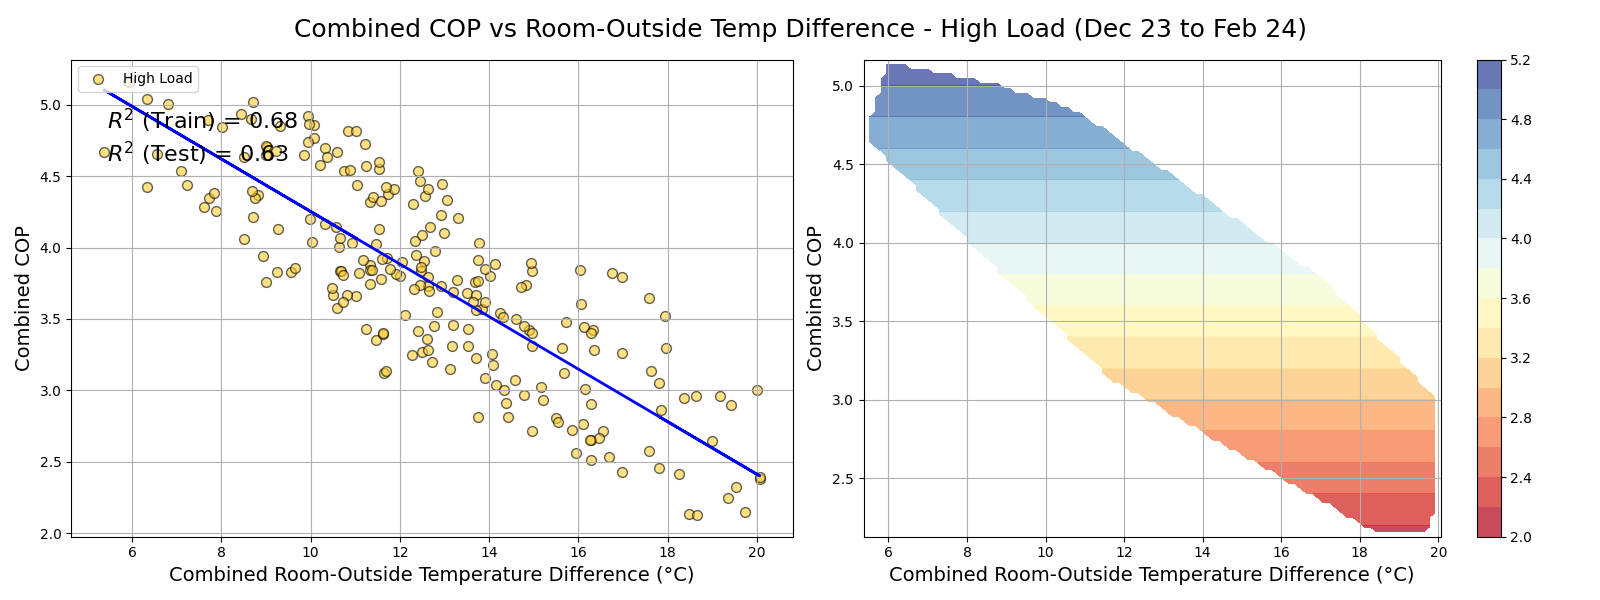 Combined COP vs Room-Outside Temp Difference - High Load (Dec 23 to Feb 24)
High Load
R² (Train) = 0.68
R² (Test) = 0.63
Combined COP
5.0
4.5
4.0
3.5
3.0
2.5
2.0
6 8 10 12 14 16 18 20
Combined Room-Outside Temperature Difference (°C)
Combined COP
5.0
4.5
4.0
3.5
3.0
2.5
6 8 10 12 14 16 18 20
Combined Room-Outside Temperature Difference (°C)
5.2
4.8
4.4
4.0
3.6
3.2
2.8
2.4
2.0